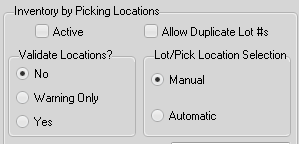 Inventory by Picking Locations
Active
Allow Duplicate Lot #s
Validate Locations?
Lot/Pick Location Selection
No
Manual
Warning Only
Automatic
Yes